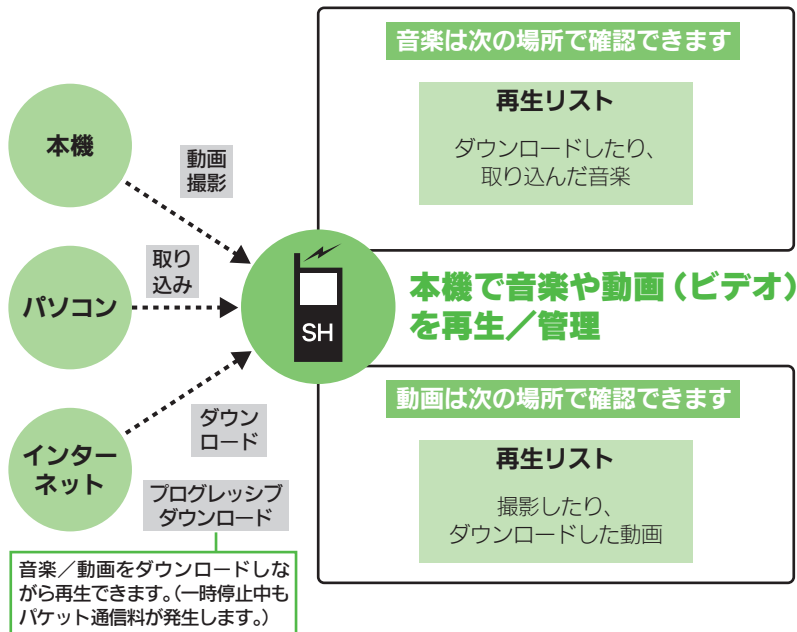 音楽は次の場所で確認できます
再生リスト
ダウンロードしたり、
取り込んだ音楽
本機
動画
撮影
取り
込み
パソコン
SH
本機で音楽や動画（ビデオ）
を再生／管理
ダウン
ロード
インター
ネット
プログレッシブ
ダウンロード
音楽／動画をダウンロードしな
がら再生できます。（一時停止中も
パケット通信料が発生します。）
動画は次の場所で確認できます
再生リスト
撮影したり、
ダウンロードした動画